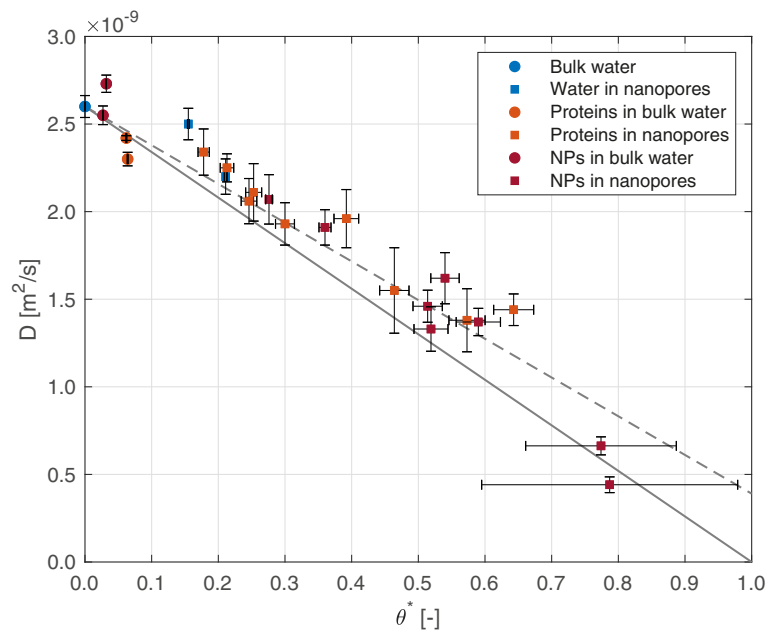 ×10⁻⁹
3.0
2.5
2.0
1.5
1.0
0.5
0.0
D [m²/s]
Bulk water
Water in nanopores
Proteins in bulk water
Proteins in nanopores
NPs in bulk water
NPs in nanopores
0.0 0.1 0.2 0.3 0.4 0.5 0.6 0.7 0.8 0.9 1.0
θ* [-]